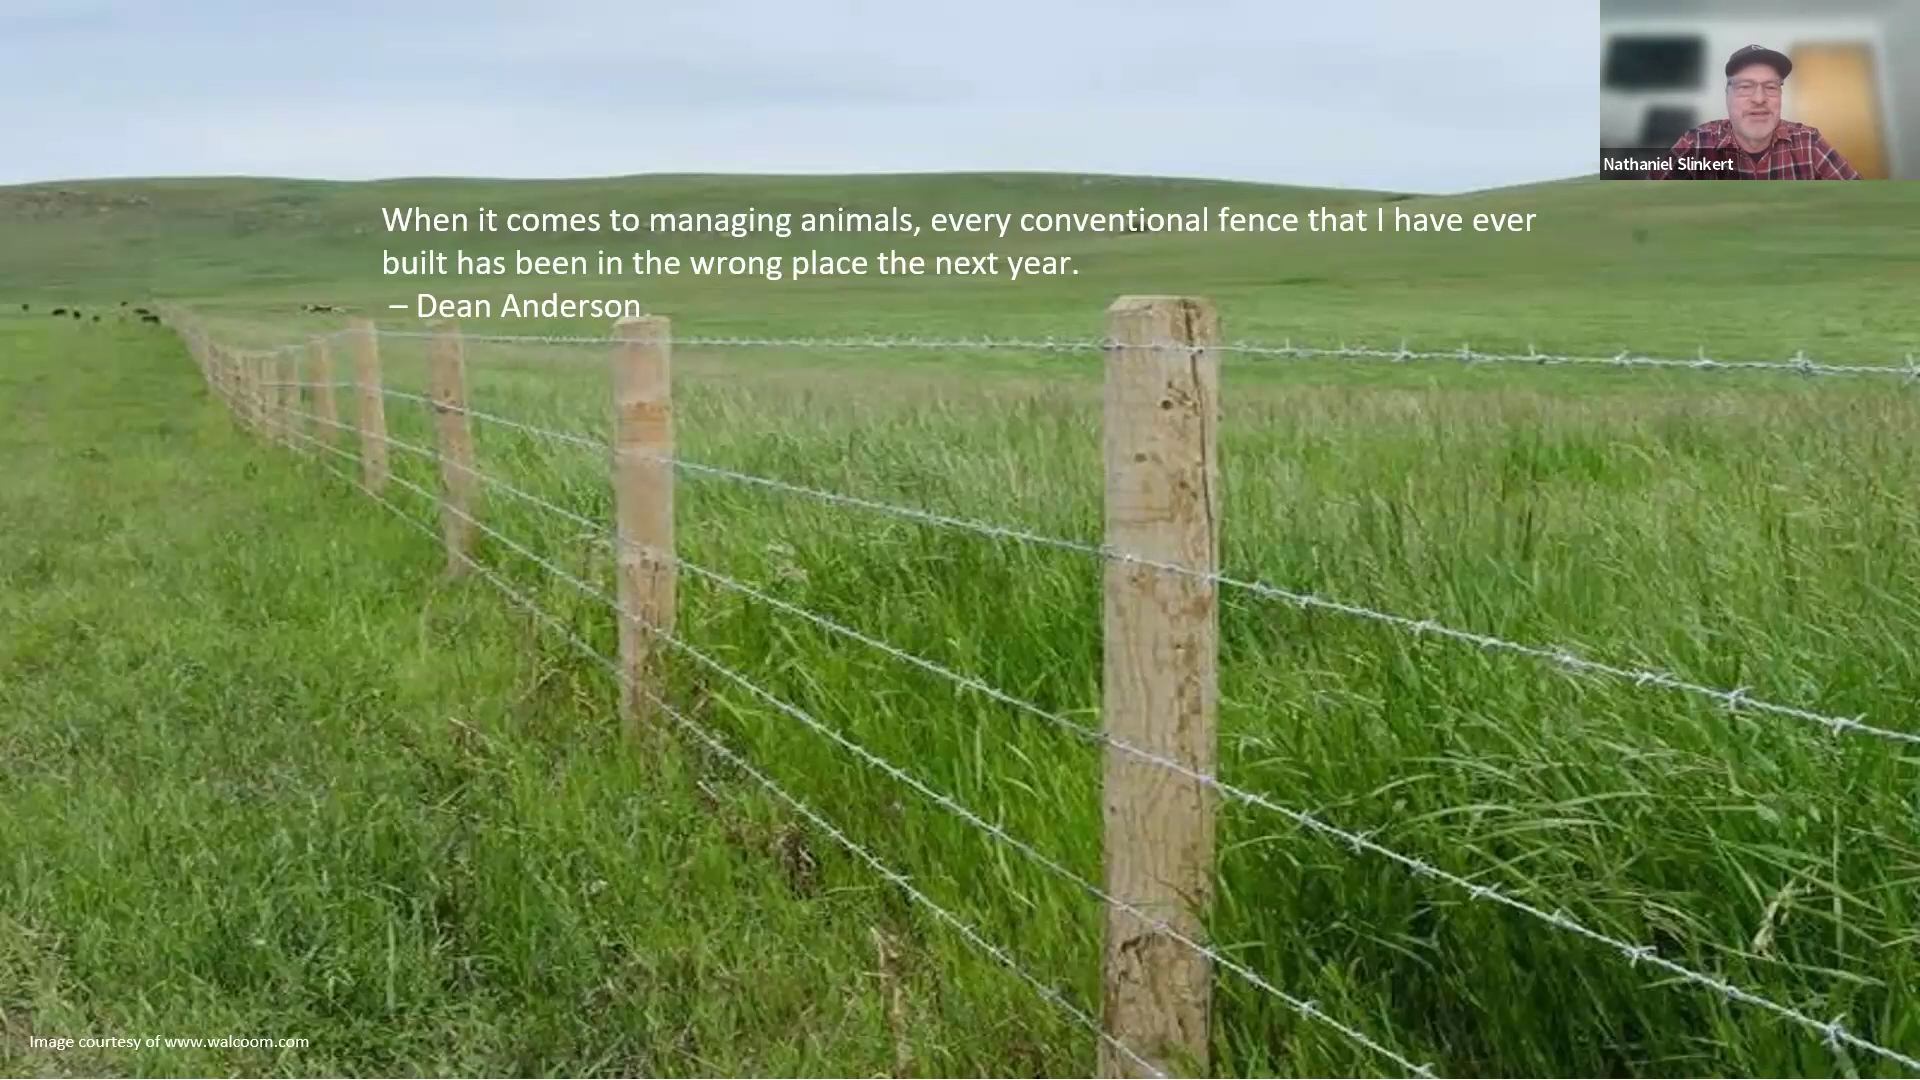 Nathaniel Slinkert
When it comes to managing animals, every conventional fence that I have ever
built has been in the wrong place the next year.
– Dean Anderson
Image courtesy of www.walcoom.com